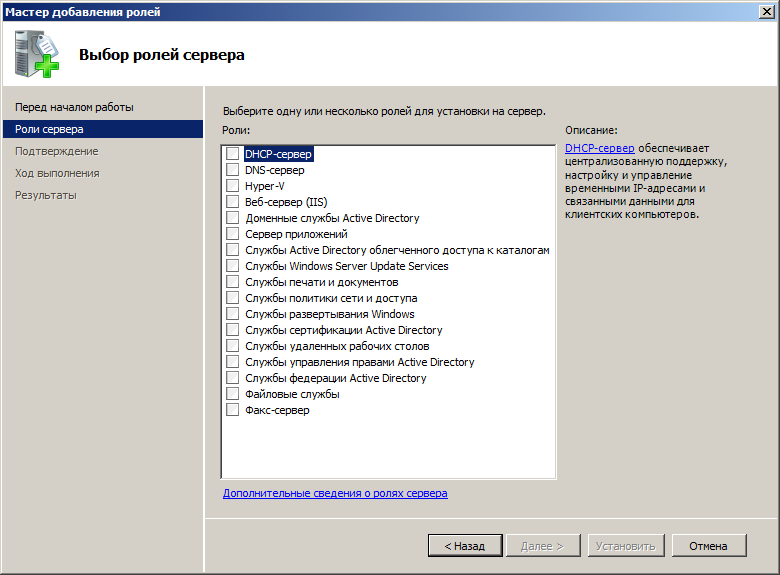 Мастер добавления ролей
Выбор ролей сервера
Перед началом работы
Роли сервера
Подтверждение
Ход выполнения
Результаты
Выберите одну или несколько ролей для установки на сервер.
Роли:
DHCP-сервер
DNS-сервер
Hyper-V
Веб-сервер (IIS)
Доменные службы Active Directory
Сервер приложений
Службы Active Directory облегченного доступа к каталогам
Службы Windows Server Update Services
Службы печати и документов
Службы политики сети и доступа
Службы развертывания Windows
Службы сертификации Active Directory
Службы удаленных рабочих столов
Службы управления правами Active Directory
Службы федерации Active Directory
Файловые службы
Факс-сервер
Дополнительные сведения о ролях сервера
Описание:
DHCP-сервер обеспечивает
централизованную поддержку,
настройку и управление
временными IP-адресами и
связанными данными для
клиентских компьютеров.
< Назад
Далее >
Установить
Отмена